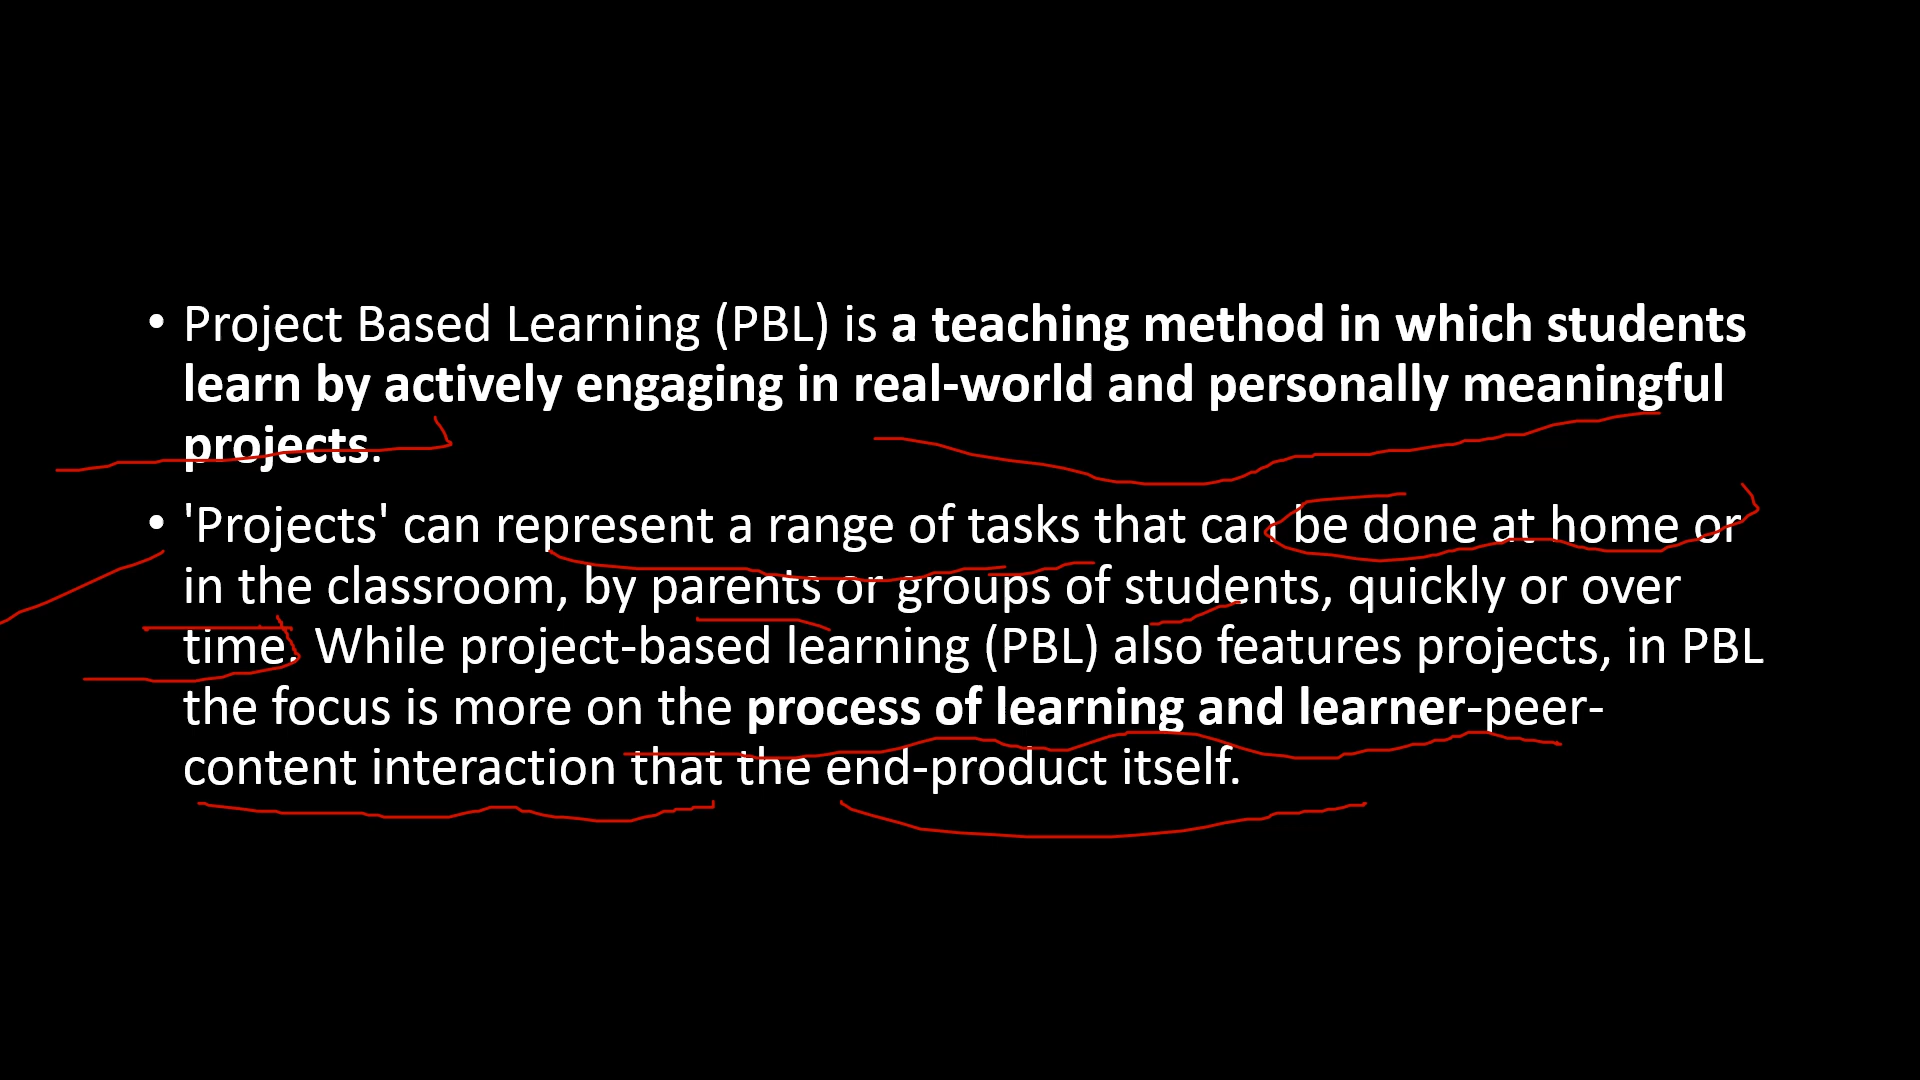 • Project Based Learning (PBL) is a teaching method in which students
learn by actively engaging in real-world and personally meaningful
projects.
• 'Projects' can represent a range of tasks that can be done at home or
in the classroom, by parents or groups of students, quickly or over
time. While project-based learning (PBL) also features projects, in PBL
the focus is more on the process of learning and learner-peer-
content interaction that the end-product itself.